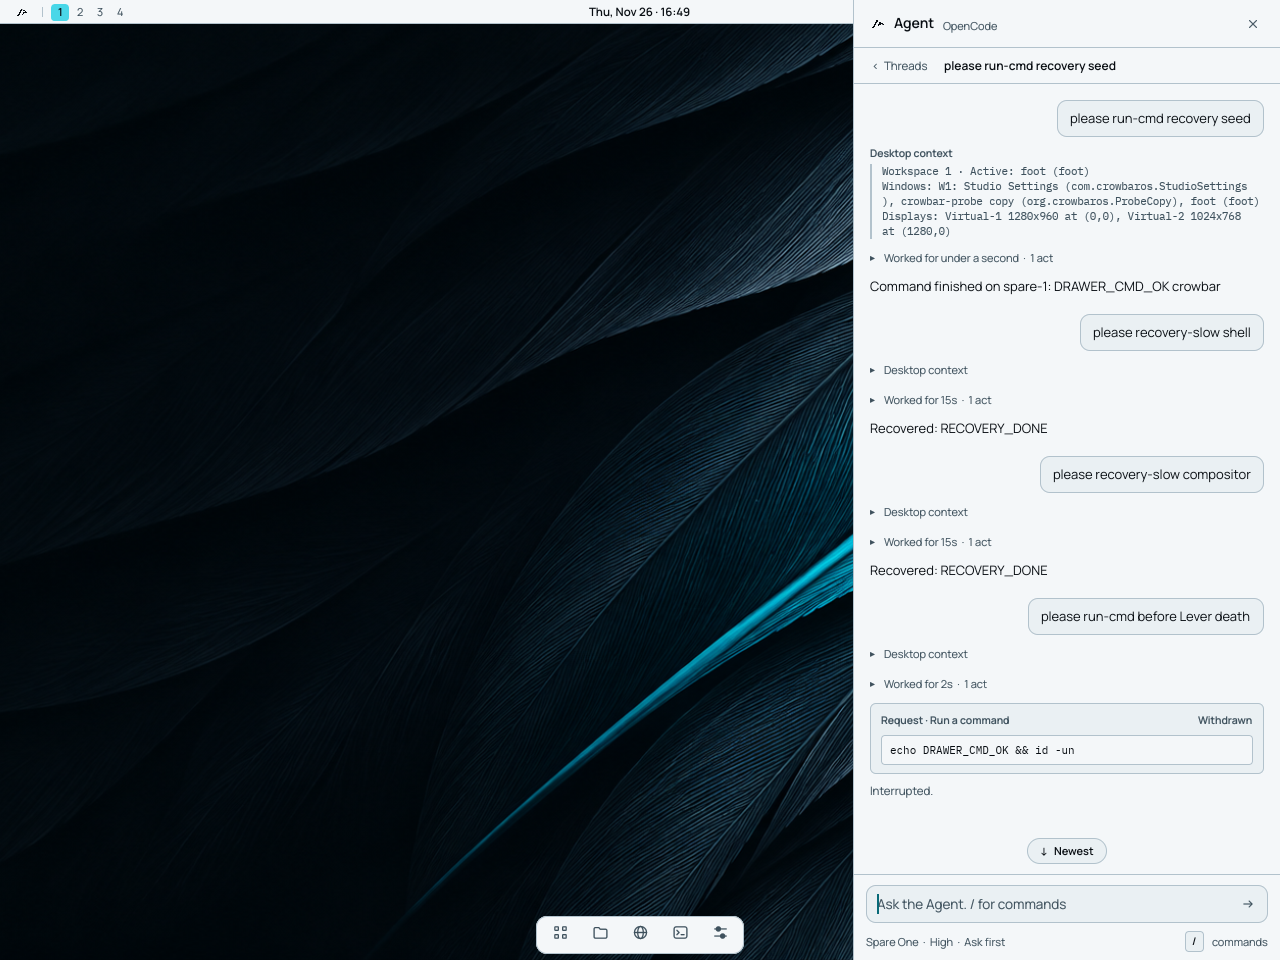 1 2 3 4
Thu, Nov 26 · 16:49
Agent OpenCode
‹ Threads please run-cmd recovery seed
please run-cmd recovery seed
Desktop context
Workspace 1 · Active: foot (foot)
Windows: W1: Studio Settings (com.crowbaros.StudioSettings
), crowbar-probe copy (org.crowbaros.ProbeCopy), foot (foot)
Displays: Virtual-1 1280x960 at (0,0), Virtual-2 1024x768
at (1280,0)
Worked for under a second · 1 act
Command finished on spare-1: DRAWER_CMD_OK crowbar
please recovery-slow shell
Desktop context
Worked for 15s · 1 act
Recovered: RECOVERY_DONE
please recovery-slow compositor
Desktop context
Worked for 15s · 1 act
Recovered: RECOVERY_DONE
please run-cmd before Lever death
Desktop context
Worked for 2s · 1 act
Request · Run a command Withdrawn
echo DRAWER_CMD_OK && id -un
Interrupted.
↓ Newest
Ask the Agent. / for commands
Spare One · High · Ask first / commands